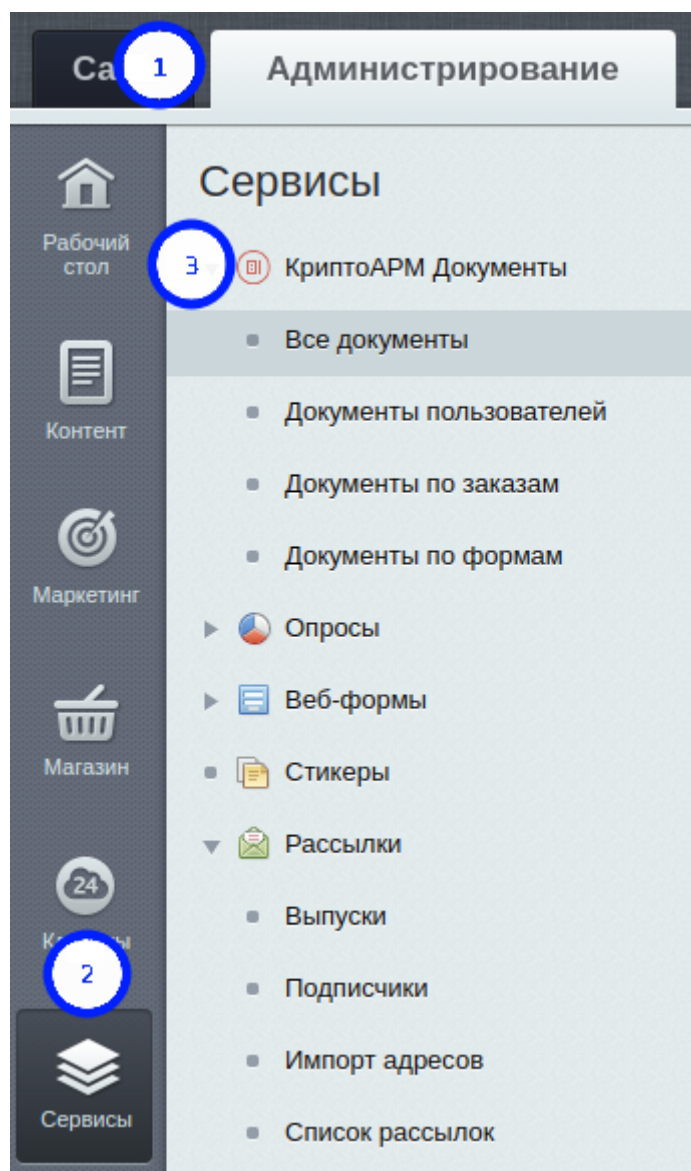 1
Администрирование
Рабочий
стол
Контент
Маркетинг
Магазин
24
2
Сервисы
Сервисы
3
КриптоАРМ Документы
Все документы
Документы пользователей
Документы по заказам
Документы по формам
Опросы
Веб-формы
Стикеры
Рассылки
Выпуски
Подписчики
Импорт адресов
Список рассылок